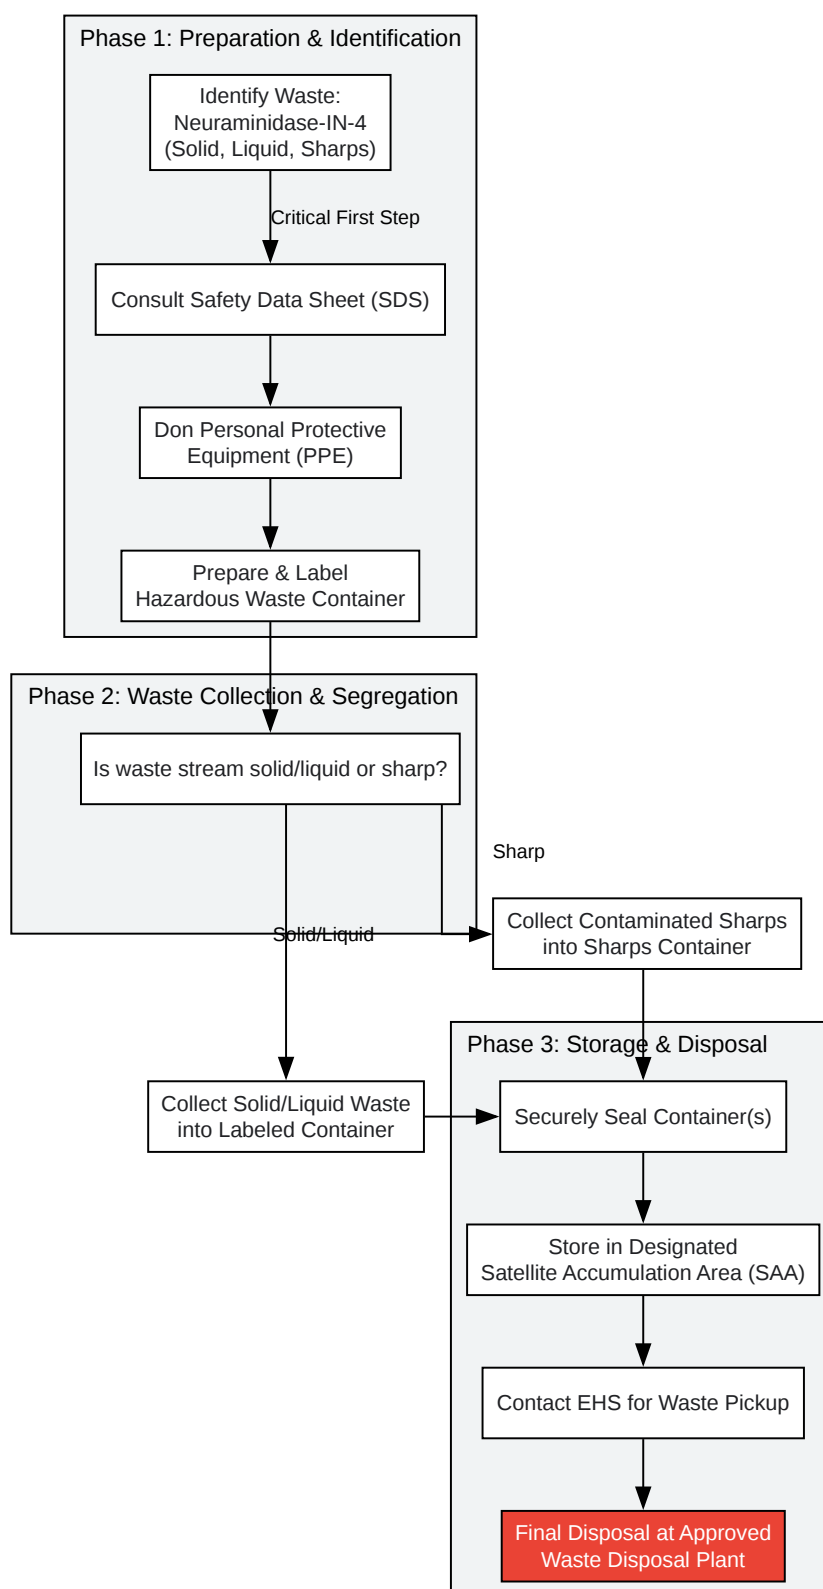 Phase 1: Preparation & Identification
Identify Waste:
Neuraminidase-IN-4
(Solid, Liquid, Sharps)
Critical First Step
Consult Safety Data Sheet (SDS)
Don Personal Protective
Equipment (PPE)
Prepare & Label
Hazardous Waste Container
Phase 2: Waste Collection & Segregation
Is waste stream solid/liquid or sharp?
Sharp
Solid/Liquid
Collect Contaminated Sharps
into Sharps Container
Phase 3: Storage & Disposal
Collect Solid/Liquid Waste
into Labeled Container
Securely Seal Container(s)
Store in Designated
Satellite Accumulation Area (SAA)
Contact EHS for Waste Pickup
Final Disposal at Approved
Waste Disposal Plant